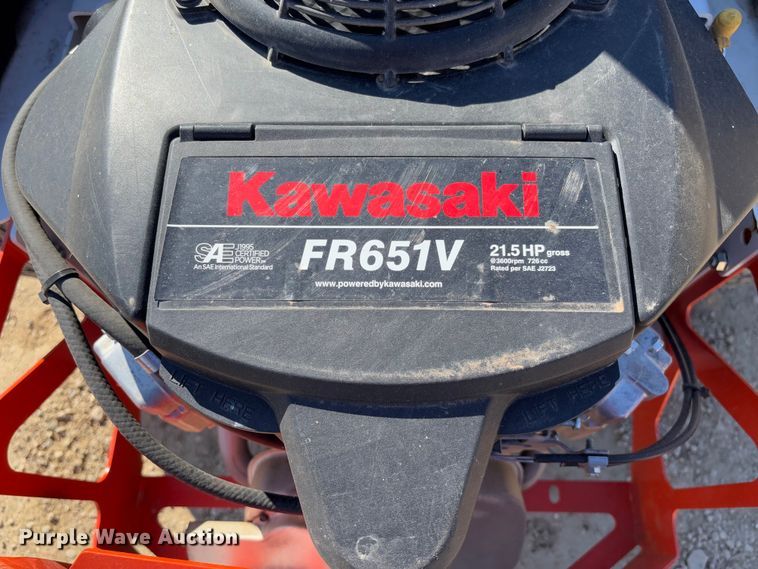 Kawasaki
SAE J1995 CERTIFIED POWER
An SAE International Standard
FR651V
21.5 HP gross
@3600rpm 726 cc
Rated per SAE J2723
www.poweredbykawasaki.com
LIFT HERE
LIFT HERE
Purple Wave Auction